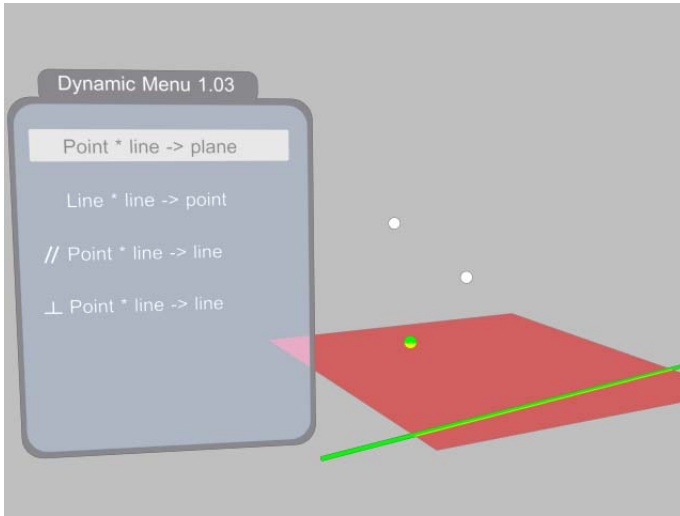 Dynamic Menu 1.03
Point * line -> plane
Line * line -> point
// Point * line -> line
⊥ Point * line -> line